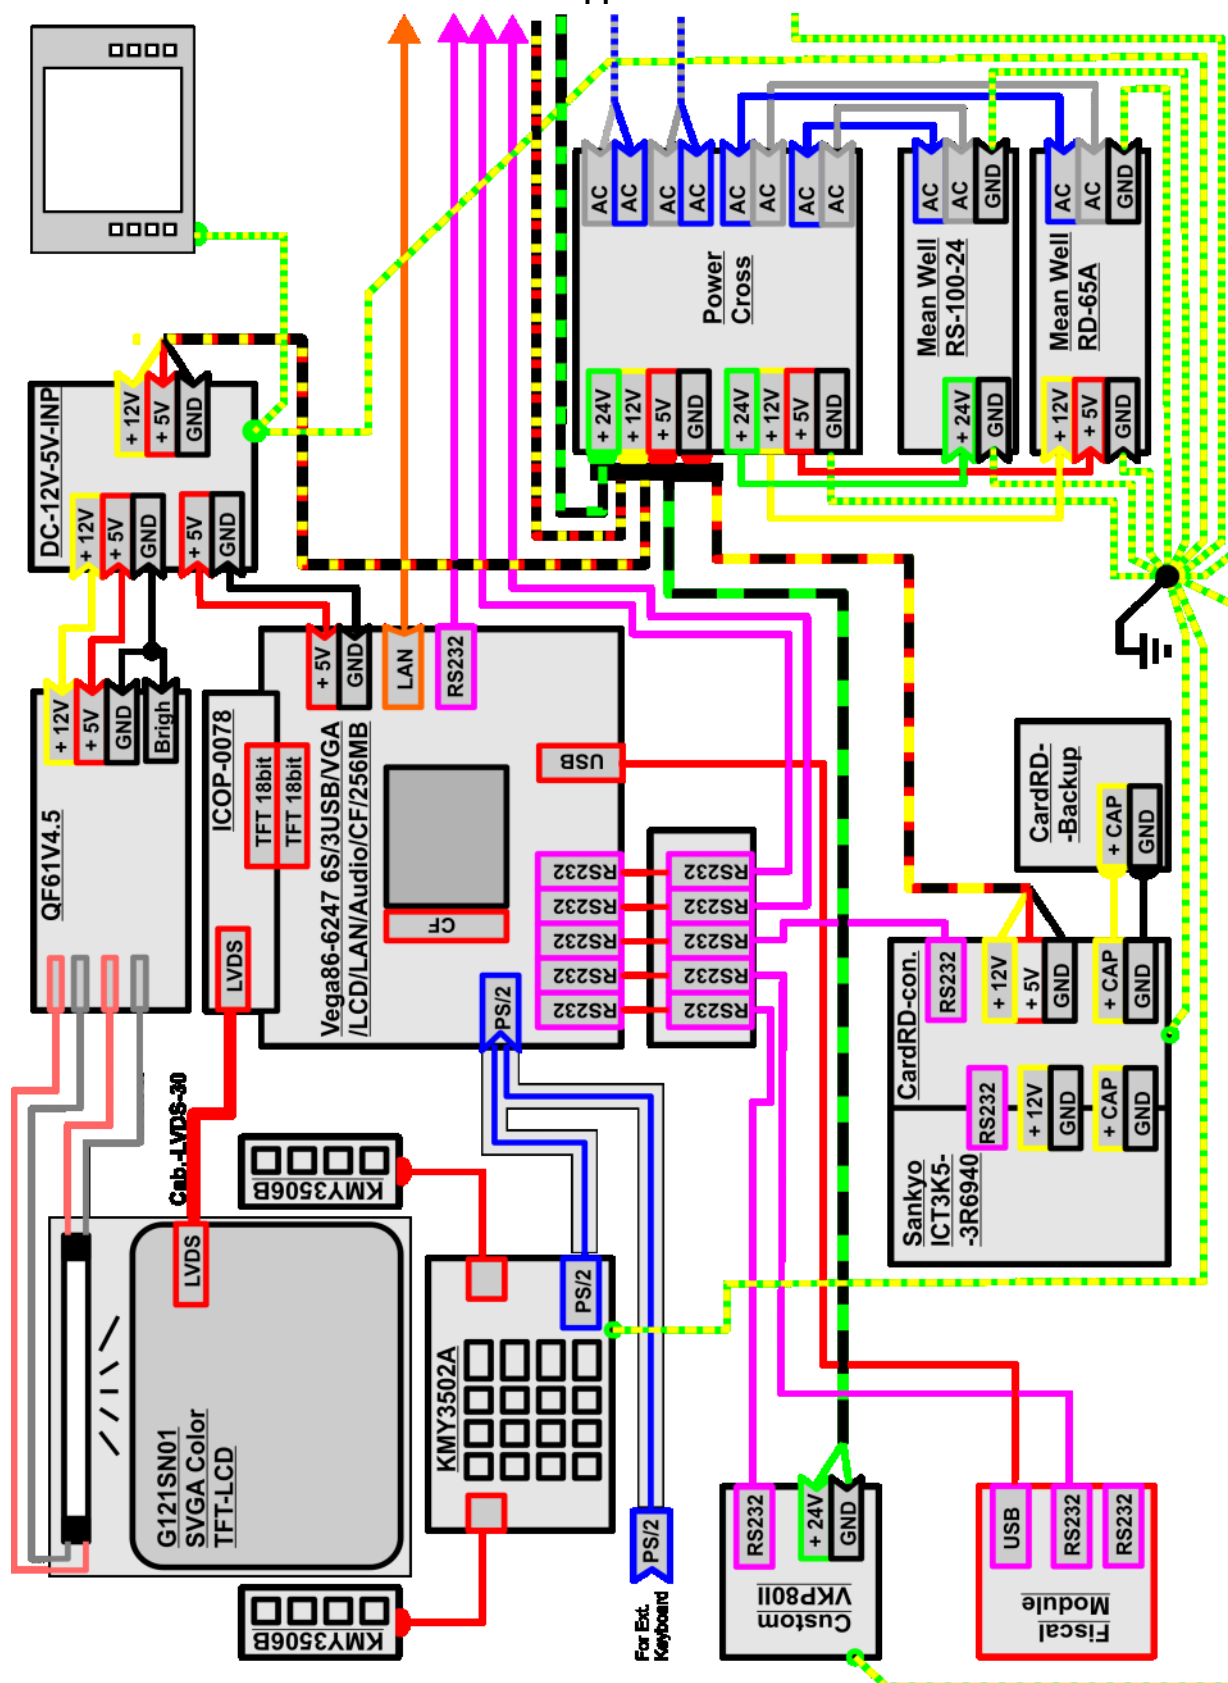 AC
AC
AC
AC
AC
AC
AC
AC
Power
Cross
+ 24V
+12V
+ 5V
GND
+ 24V
+12V
+ 5V
GND
AC
AC
GND
Mean Well
RS-100-24
+ 24V
GND
AC
AC
GND
Mean Well
RD-65A
+ 12V
+ 5V
GND
DC-12V-5V-INP
+ 12V
+ 5V
GND
+ 12V
+ 5V
GND
+ 5V
GND
QF61V4.5
+ 12V
+ 5V
GND
Brigh
ICOP-0078
TFT 18bit
TFT 18bit
LVDS
Vega86-6247 6S/3USB/VGA
/LCD/LAN/Audio/CF/256MB
+ 5V
GND
LAN
RS232
USB
CF
PS/2
RS232
RS232
RS232
RS232
RS232
RS232
RS232
RS232
RS232
RS232
CardRD-
-Backup
+ CAP
GND
CardRD-con.
RS232
+ 12V
+ 5V
GND
+ CAP
GND
Sankyo
ICT3K5-
-3R6940
RS232
+ 12V
GND
+ CAP
GND
Cab.-LVDS-30
LVDS
G121SN01
SVGA Color
TFT-LCD
KMY3506B
KMY3502A
PS/2
KMY3506B
PS/2
For Ext.
Keyboard
RS232
+ 24V
GND
Custom
VKP80II
USB
RS232
RS232
Fiscal
Module